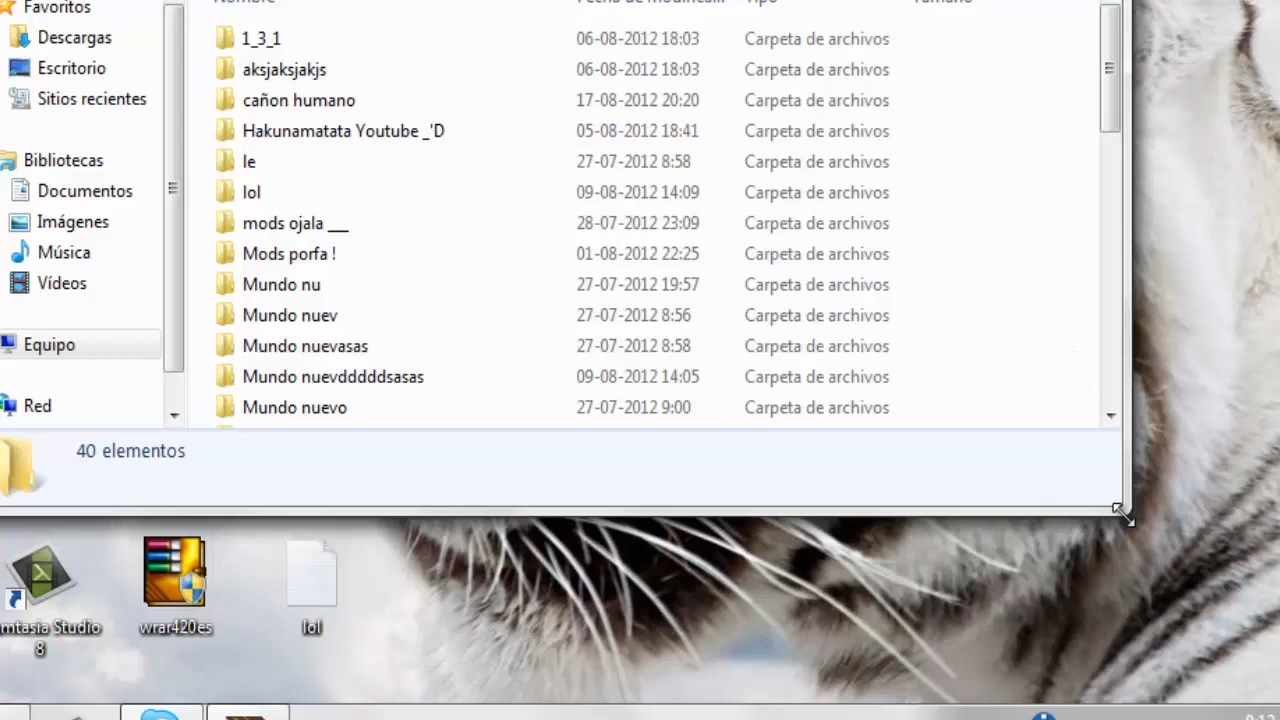 Favoritos
Descargas
Escritorio
Sitios recientes
Bibliotecas
Documentos
Imágenes
Música
Vídeos
Equipo
Red
Nombre Fecha de modificaci... Tipo Tamaño
1_3_1 06-08-2012 18:03 Carpeta de archivos
aksjaksjakjs 06-08-2012 18:03 Carpeta de archivos
cañon humano 17-08-2012 20:20 Carpeta de archivos
Hakunamatata Youtube _'D 05-08-2012 18:41 Carpeta de archivos
le 27-07-2012 8:58 Carpeta de archivos
lol 09-08-2012 14:09 Carpeta de archivos
mods ojala ___ 28-07-2012 23:09 Carpeta de archivos
Mods porfa ! 01-08-2012 22:25 Carpeta de archivos
Mundo nu 27-07-2012 19:57 Carpeta de archivos
Mundo nuev 27-07-2012 8:56 Carpeta de archivos
Mundo nuevasas 27-07-2012 8:58 Carpeta de archivos
Mundo nuevdddddsasas 09-08-2012 14:05 Carpeta de archivos
Mundo nuevo 27-07-2012 9:00 Carpeta de archivos
40 elementos
mtasia Studio
8
wrar420es
lol